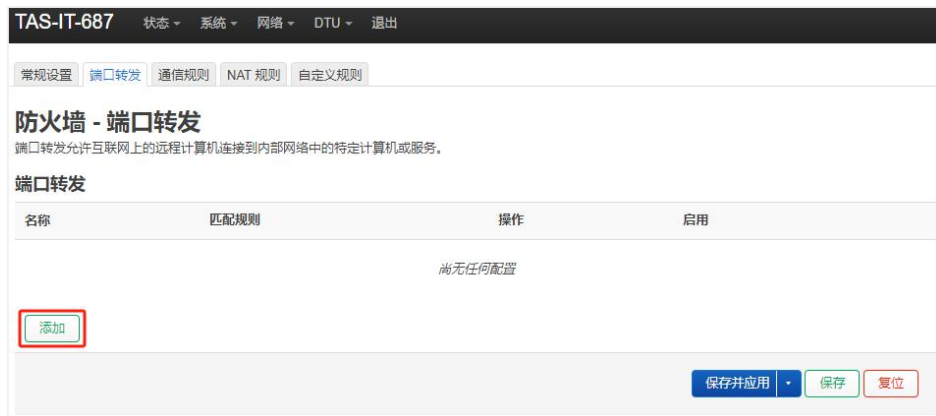 TAS-IT-687 状态 系统 网络 DTU 退出
常规设置 端口转发 通信规则 NAT 规则 自定义规则
防火墙 - 端口转发
端口转发允许互联网上的远程计算机连接到内部网络中的特定计算机或服务。
端口转发
名称 匹配规则 操作 启用
尚无任何配置
添加
保存并应用 保存 复位